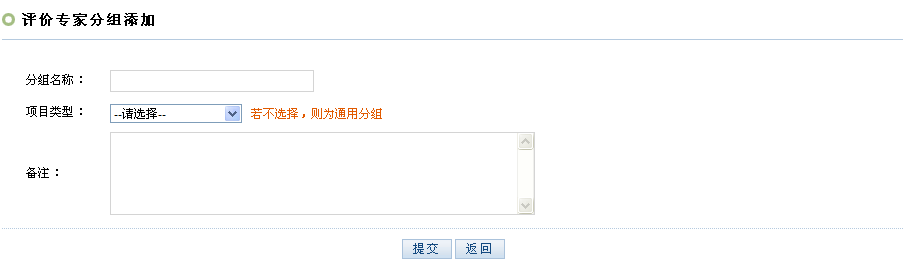 评价专家分组添加
分组名称：
项目类型： --请选择-- 若不选择，则为通用分组
备注：
提交 返回